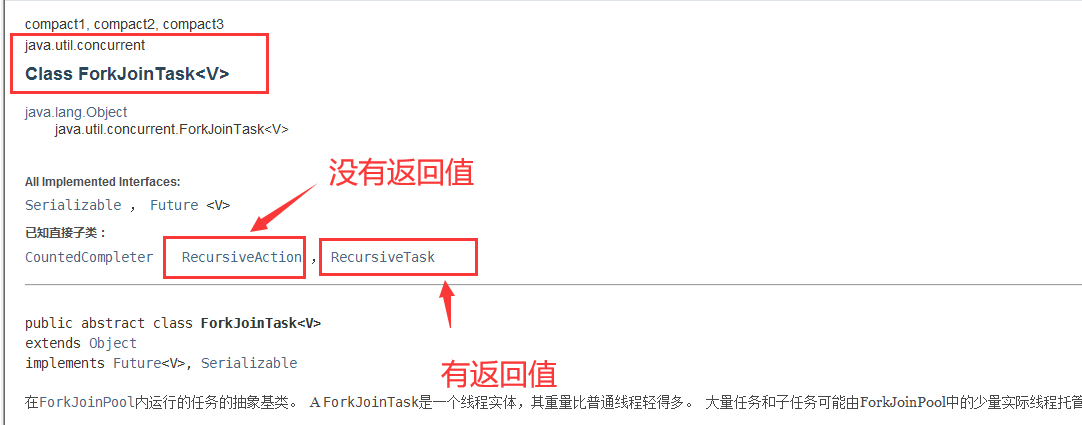 compact1, compact2, compact3
java.util.concurrent
Class ForkJoinTask<V>
java.lang.Object
java.util.concurrent.ForkJoinTask<V>
没有返回值
All Implemented Interfaces:
Serializable , Future <V>
已知直接子类：
CountedCompleter RecursiveAction , RecursiveTask
public abstract class ForkJoinTask<V>
extends Object
implements Future<V>, Serializable
有返回值
在ForkJoinPool内运行的任务的抽象基类。 A ForkJoinTask是一个线程实体，其重量比普通线程轻得多。 大量任务和子任务可能由ForkJoinPool中的少量实际线程托管